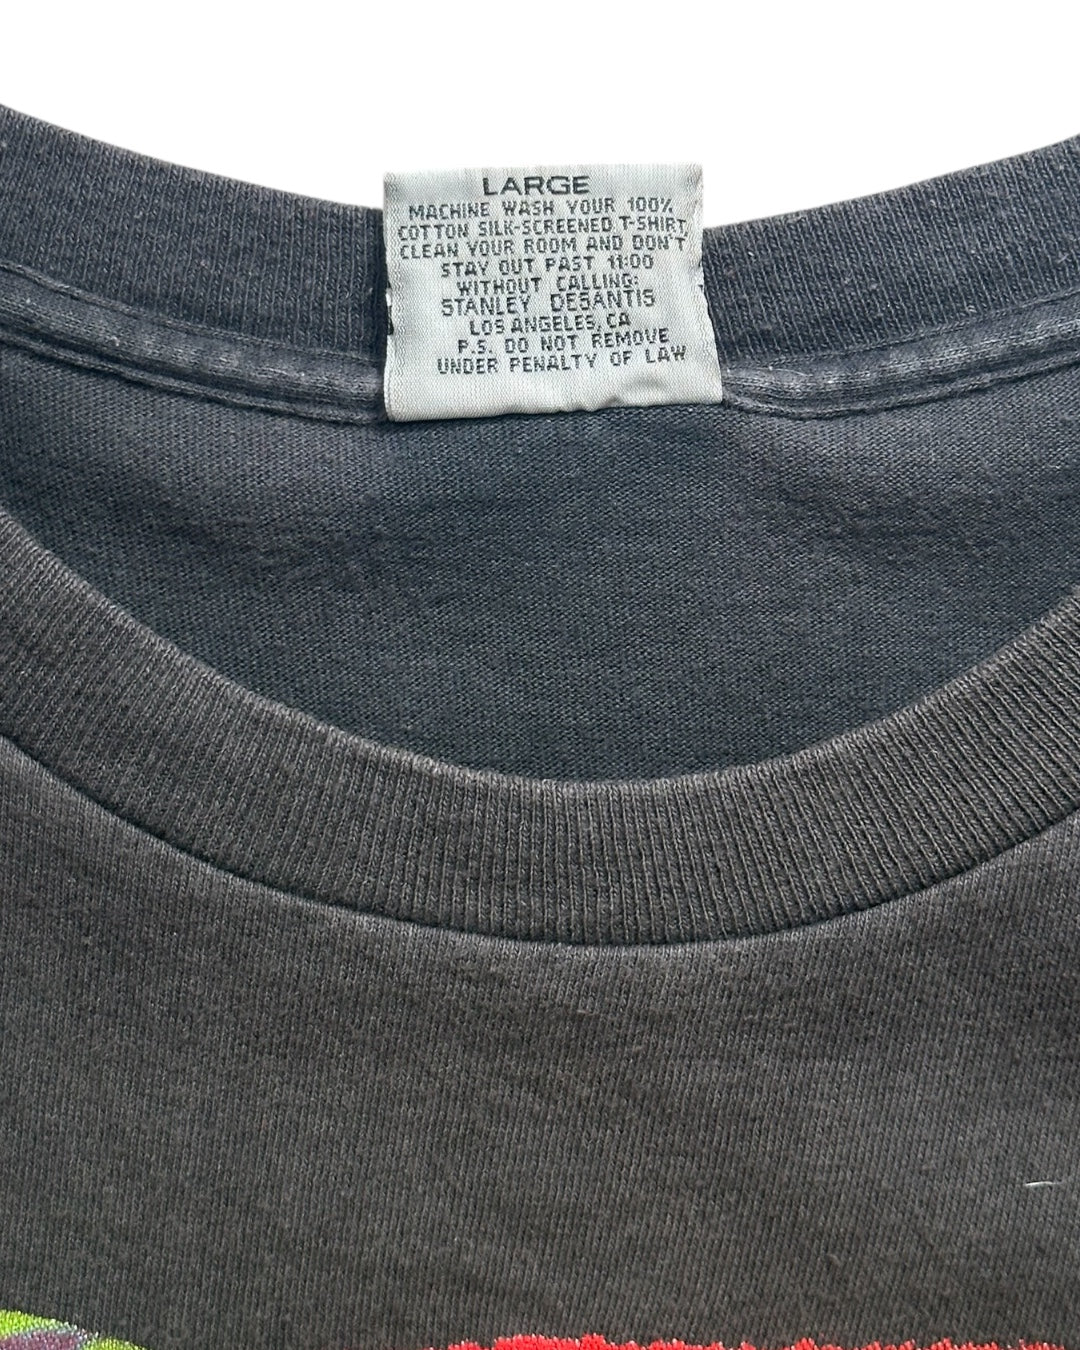 LARGE
MACHINE WASH YOUR 100%
COTTON SILK-SCREENED T-SHIRT,
CLEAN YOUR ROOM AND DON'T
STAY OUT PAST 11:00
WITHOUT CALLING:
STANLEY DESANTIS
LOS ANGELES, CA
P.S. DO NOT REMOVE
UNDER PENALTY OF LAW